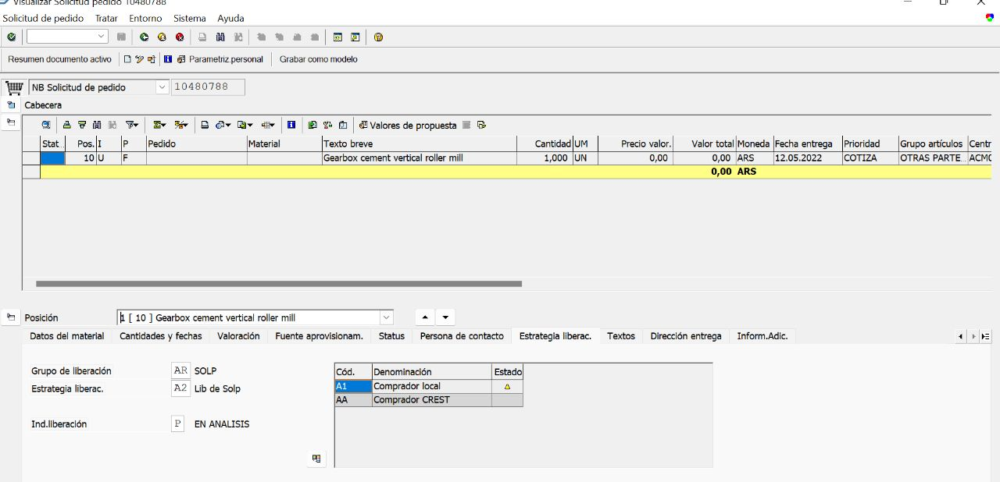 Visualizar Solicitud pedido 10480788
Solicitud de pedido Tratar Entorno Sistema Ayuda
Resumen documento activo Parametriz.personal Grabar como modelo
NB Solicitud de pedido 10480788
Cabecera
Valores de propuesta
Stat Pos. I P Pedido Material Texto breve Cantidad UM Precio valor. Valor total Moneda Fecha entrega Prioridad Grupo artículos Centr
10 U F Gearbox cement vertical roller mill 1,000 UN 0,00 0,00 ARS 12.05.2022 COTIZA OTRAS PARTE...
0,00 ARS
Posición 1 [ 10 ] Gearbox cement vertical roller mill
Datos del material Cantidades y fechas Valoración Fuente aprovisionam. Status Persona de contacto Estrategia liberac. Textos Dirección entrega Inform.Adic.
Grupo de liberación AR SOLP
Estrategia liberac. A2 Lib de Solp
Ind.liberación P EN ANALISIS
Cód. Denominación Estado
A1 Comprador local
AA Comprador CREST